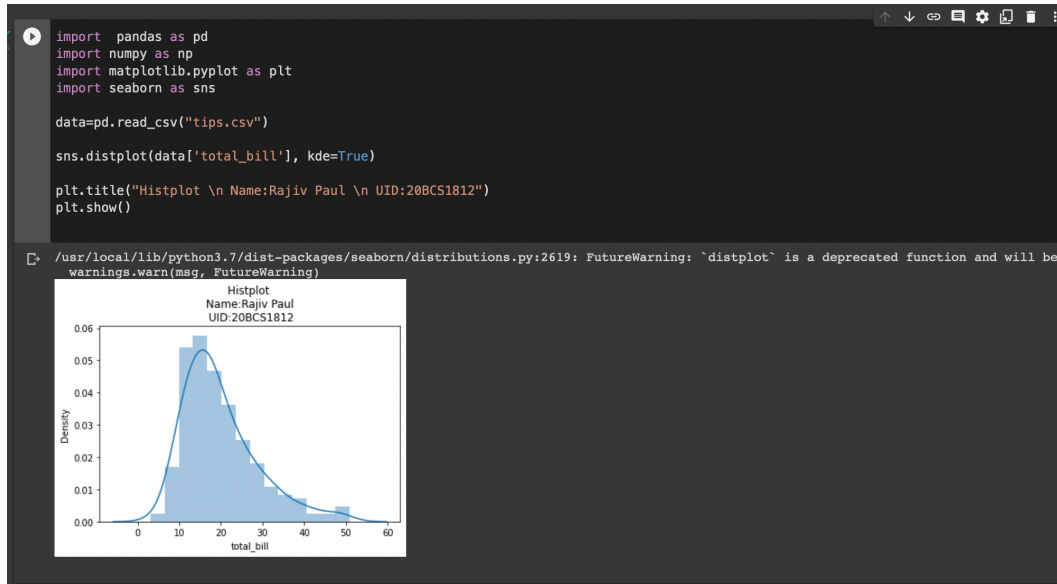 import  pandas as pd
import numpy as np
import matplotlib.pyplot as plt
import seaborn as sns
data=pd.read_csv("tips.csv")
sns.distplot(data['total_bill'], kde=True)
plt.title("Histplot \n Name:Rajiv Paul \n UID:20BCS1812")
plt.show()
/usr/local/lib/python3.7/dist-packages/seaborn/distributions.py:2619: FutureWarning: `distplot` is a deprecated function and will be
warnings.warn(msg, FutureWarning)
Histplot
Name:Rajiv Paul
UID:20BCS1812
0.06
0.05
0.04
0.03
0.02
0.01
0.00
Density
0 10 20 30 40 50 60
total_bill